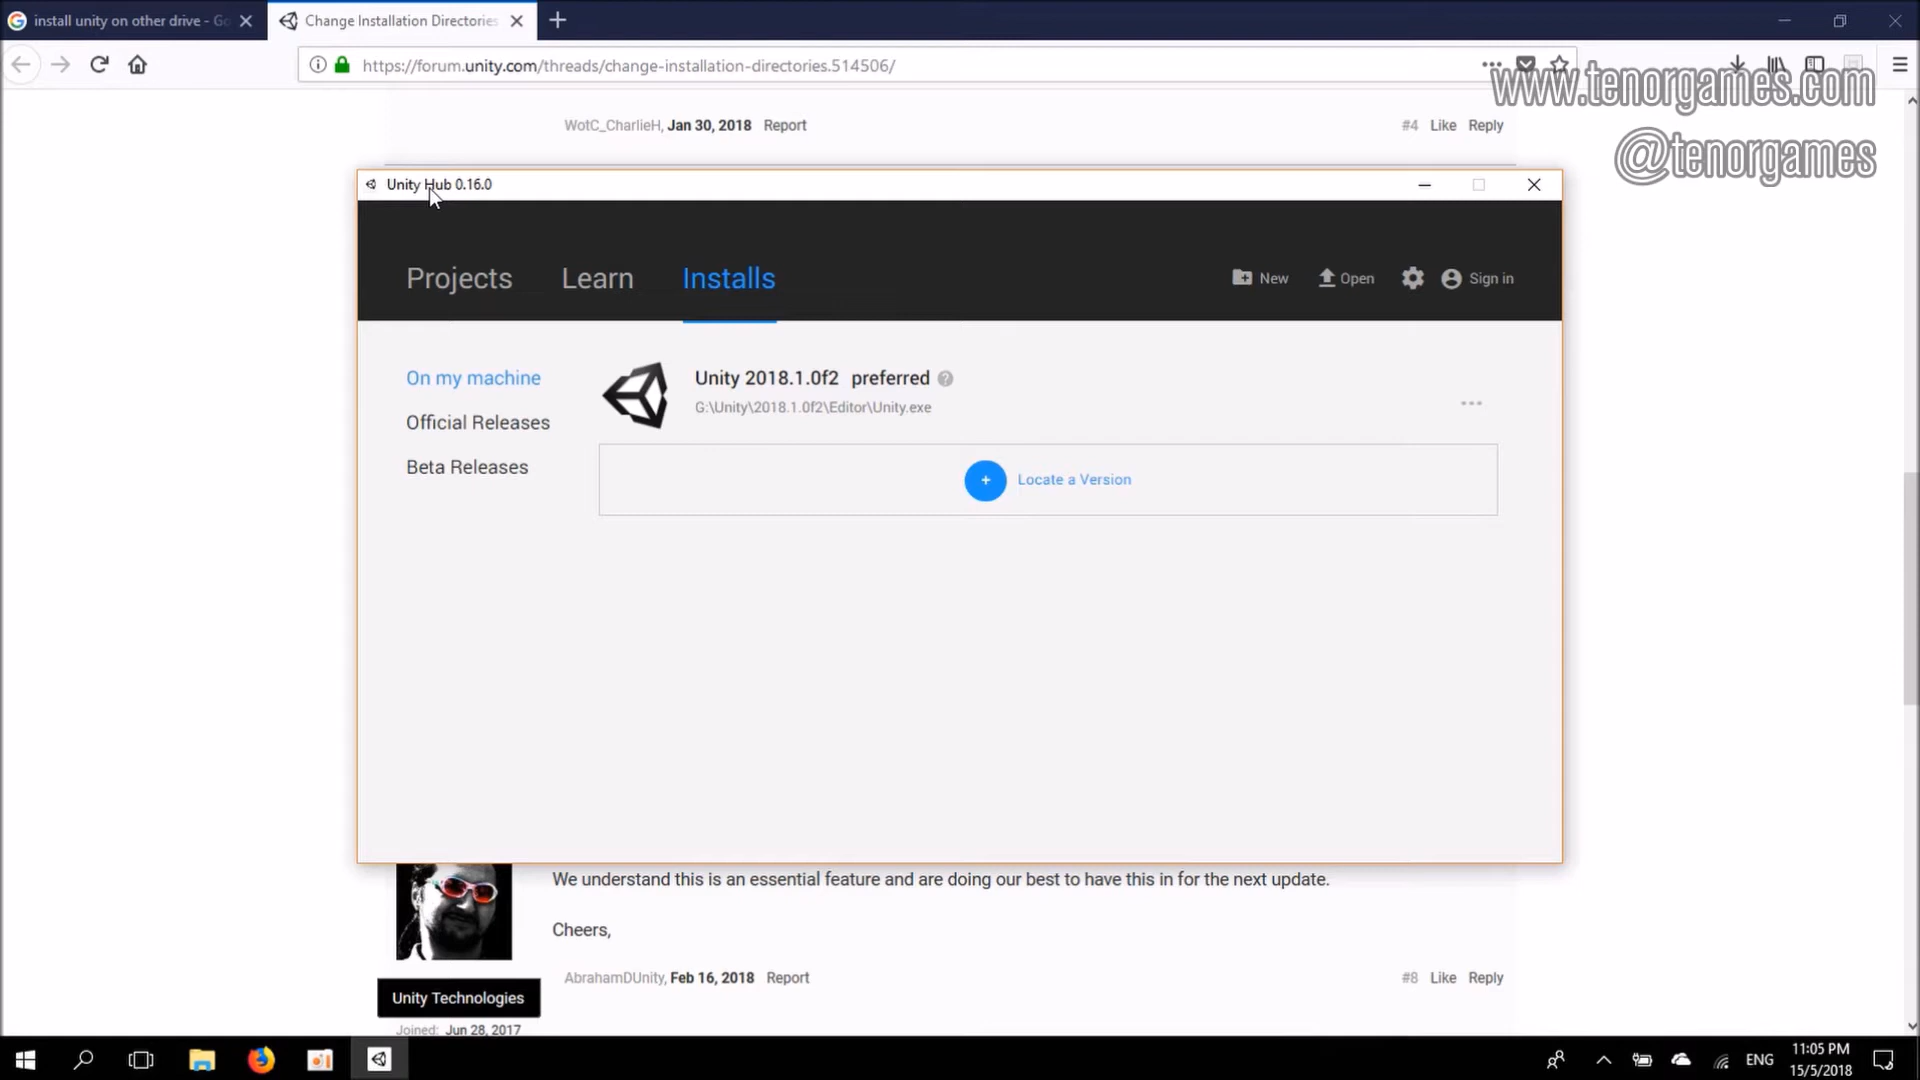 install unity on other drive - Go
Change Installation Directories
https://forum.unity.com/threads/change-installation-directories.514506/
www.tenorgames.com
@tenorgames
WotC_CharlieH, Jan 30, 2018 Report
#4 Like Reply
Unity Hub 0.16.0
Projects Learn Installs
New Open Sign in
On my machine
Official Releases
Beta Releases
Unity 2018.1.0f2 preferred ?
G:\Unity\2018.1.0f2\Editor\Unity.exe
+ Locate a Version
We understand this is an essential feature and are doing our best to have this in for the next update.
Cheers,
AbrahamDUnity, Feb 16, 2018 Report
#8 Like Reply
Unity Technologies
Joined: Jun 28, 2017
ENG
11:05 PM
15/5/2018